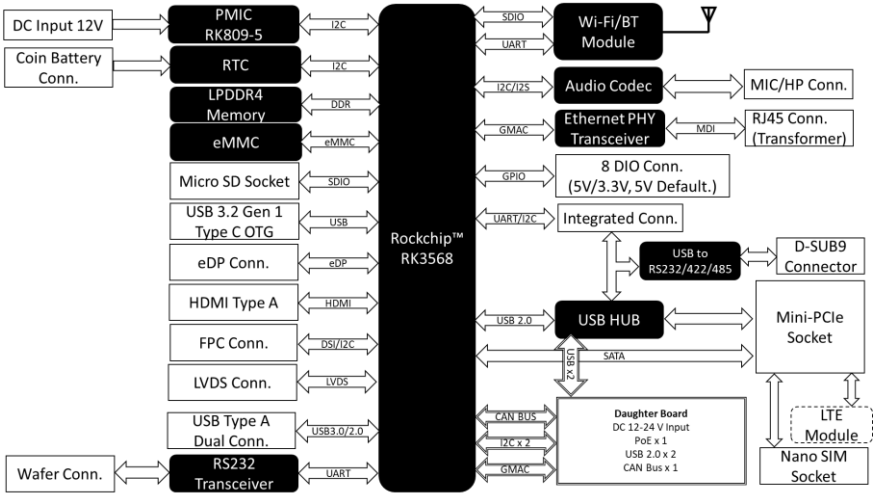 DC Input 12V
PMIC
RK809-5
I2C
Coin Battery
Conn.
RTC
I2C
LPDDR4
Memory
DDR
eMMC
eMMC
Micro SD Socket
SDIO
USB 3.2 Gen 1
Type C OTG
USB
eDP Conn.
eDP
HDMI Type A
HDMI
FPC Conn.
DSI/I2C
LVDS Conn.
LVDS
USB Type A
Dual Conn.
USB3.0/2.0
Wafer Conn.
RS232
Transceiver
UART
Rockchip™
RK3568
SDIO
UART
Wi-Fi/BT
Module
I2C/I2S
Audio Codec
MIC/HP Conn.
GMAC
Ethernet PHY
Transceiver
MDI
RJ45 Conn.
(Transformer)
GPIO
8 DIO Conn.
(5V/3.3V, 5V Default.)
UART/I2C
Integrated Conn.
USB to
RS232/422/485
D-SUB9
Connector
USB 2.0
USB HUB
Mini-PCIe
Socket
SATA
USB x 2
CAN BUS
I2C x 2
GMAC
Daughter Board
DC 12-24 V Input
PoE x 1
USB 2.0 x 2
CAN Bus x 1
LTE
Module
Nano SIM
Socket